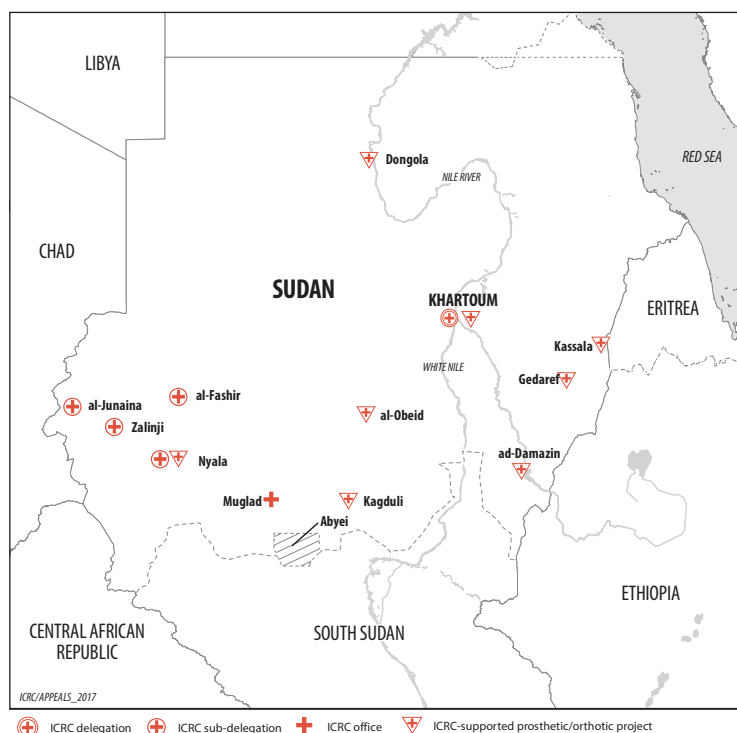 LIBYA
RED SEA
Dongola
NILE RIVER
CHAD
SUDAN
KHARTOUM
ERITREA
Kassala
WHITE NILE
Gedaref
al-Fashir
al-Junaina
al-Obeid
Zalinji
ad-Damazin
Nyala
Muglad
Kagduli
Abyei
ETHIOPIA
CENTRAL AFRICAN
REPUBLIC
SOUTH SUDAN
ICRC/APPEALS_2017
ICRC delegation
ICRC sub-delegation
ICRC office
ICRC-supported prosthetic/orthotic project